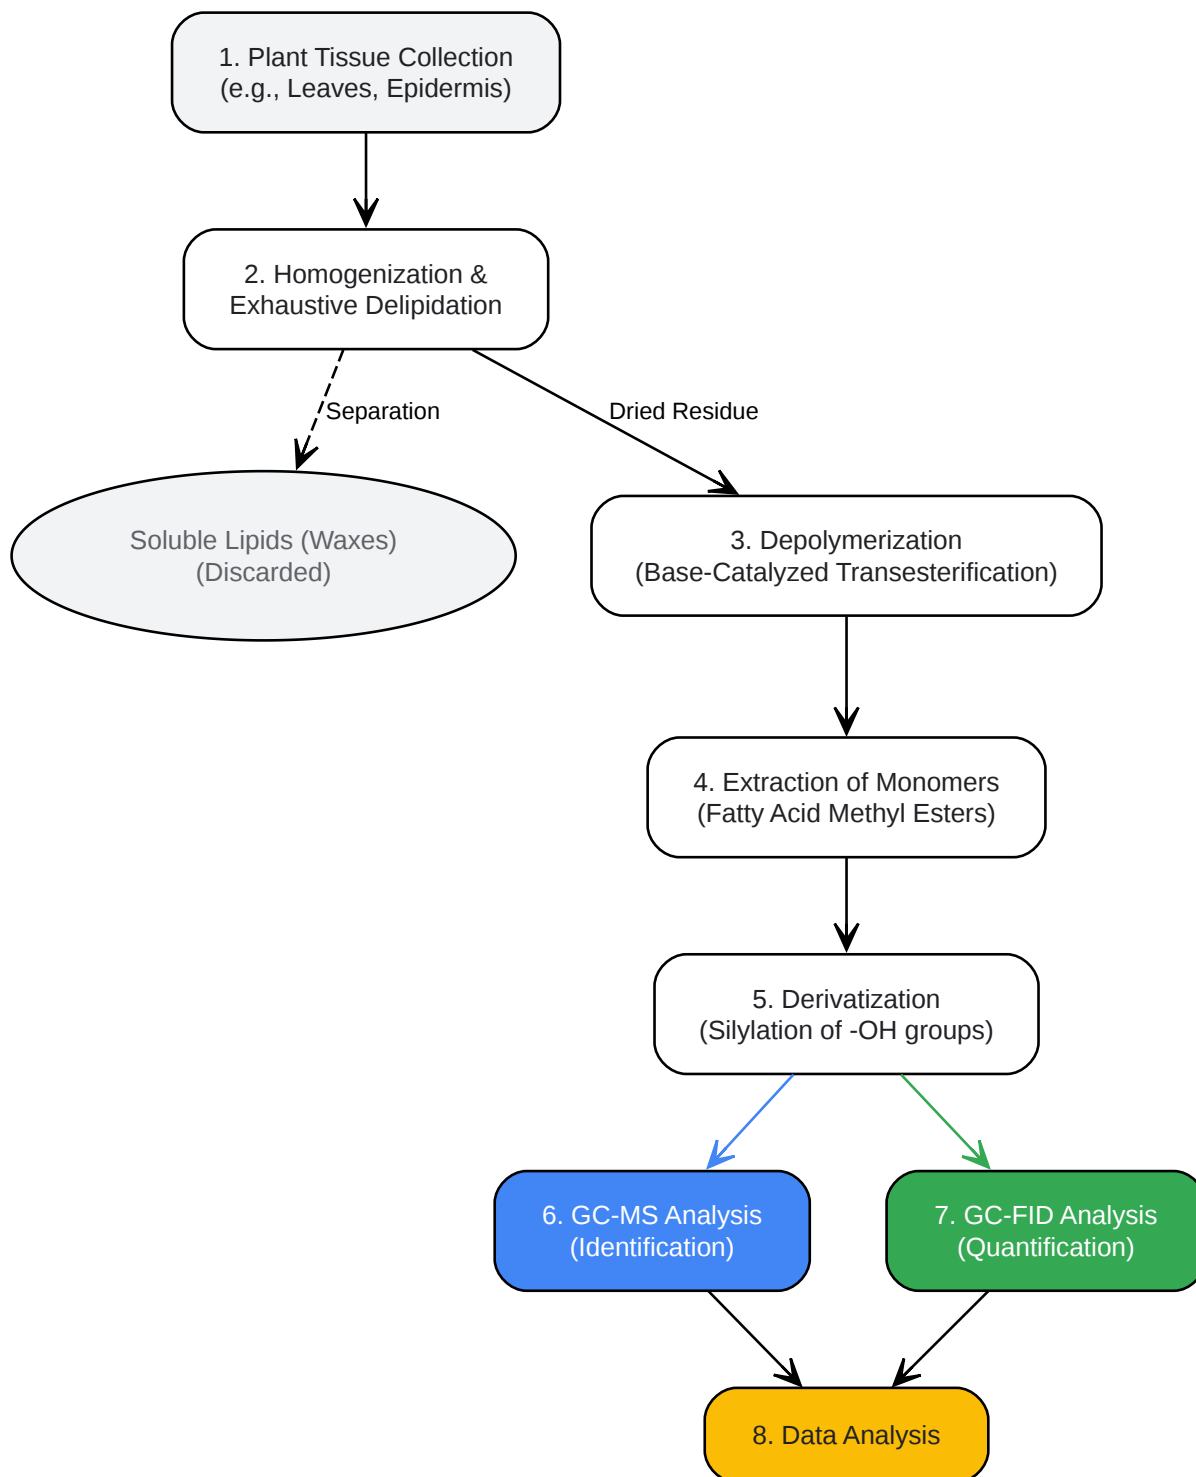 1. Plant Tissue Collection
(e.g., Leaves, Epidermis)
2. Homogenization &
Exhaustive Delipidation
Separation
Dried Residue
Soluble Lipids (Waxes)
(Discarded)
3. Depolymerization
(Base-Catalyzed Transesterification)
4. Extraction of Monomers
(Fatty Acid Methyl Esters)
5. Derivatization
(Silylation of -OH groups)
6. GC-MS Analysis
(Identification)
7. GC-FID Analysis
(Quantification)
8. Data Analysis